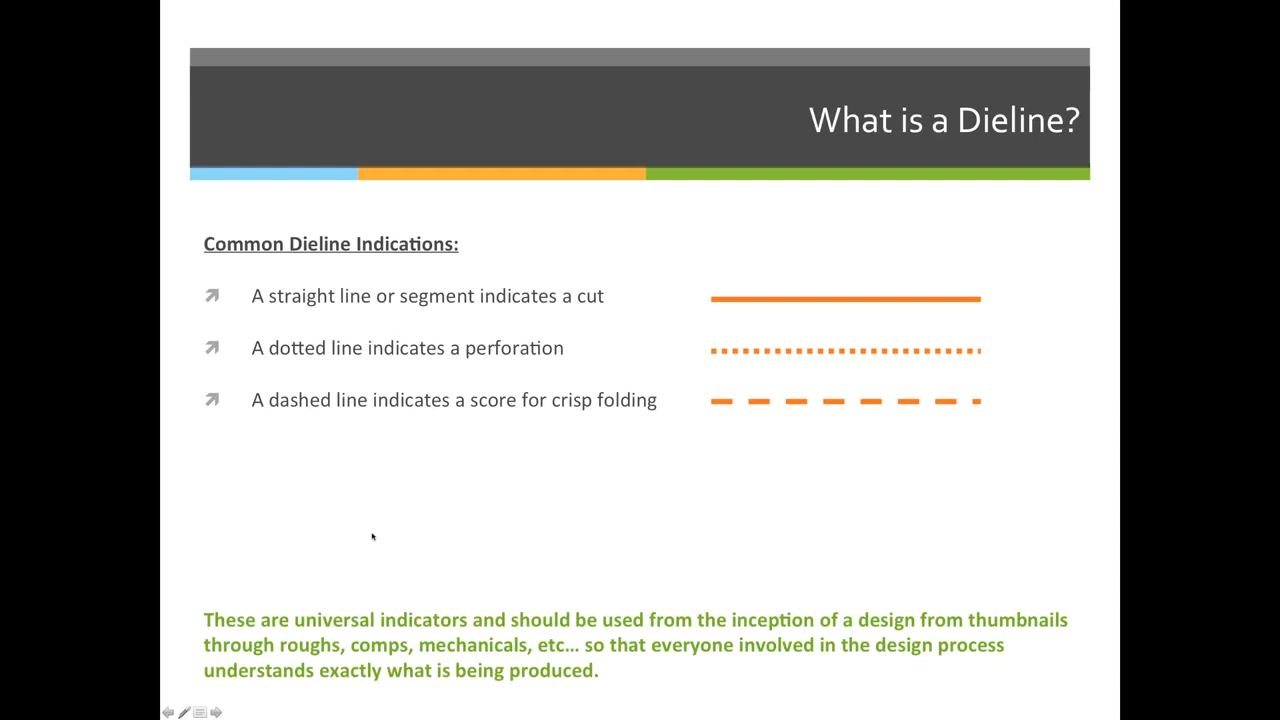 What is a Dieline?
Common Dieline Indications:
A straight line or segment indicates a cut
A dotted line indicates a perforation
A dashed line indicates a score for crisp folding
These are universal indicators and should be used from the inception of a design from thumbnails
through roughs, comps, mechanicals, etc... so that everyone involved in the design process
understands exactly what is being produced.